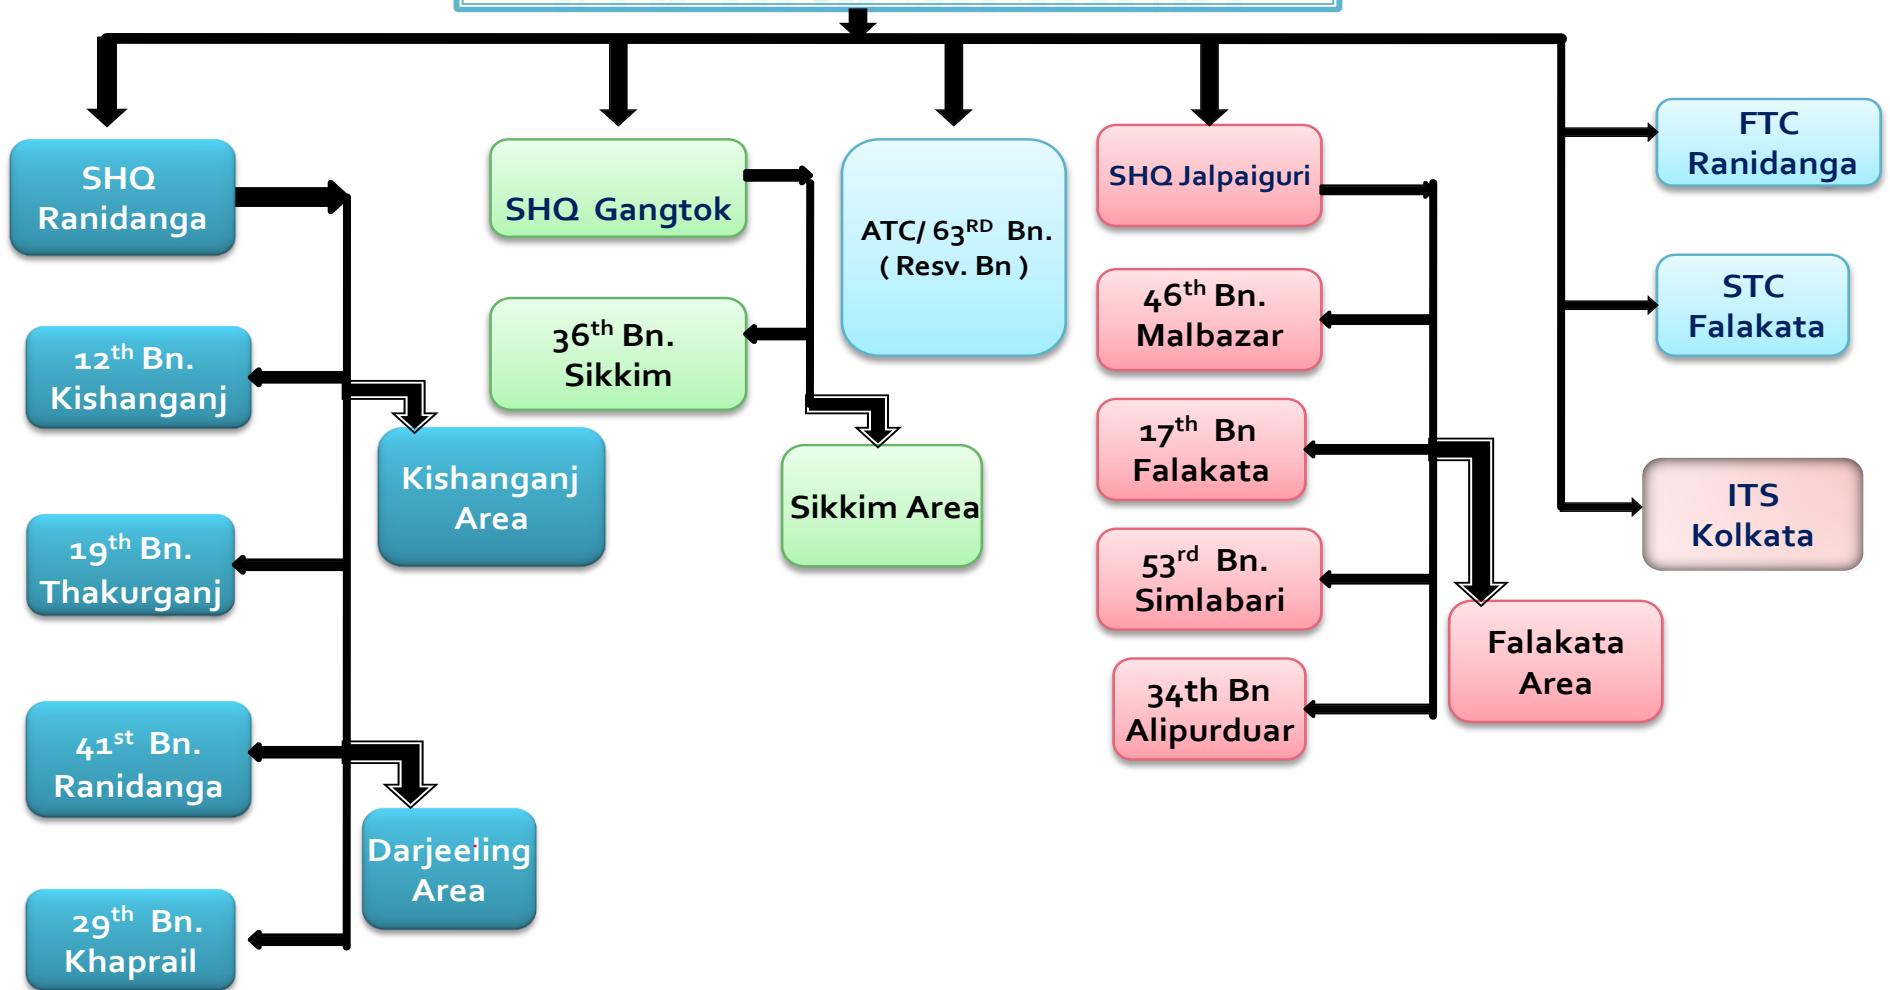 SHQ
Ranidanga
12th Bn.
Kishanganj
19th Bn.
Thakurganj
41st Bn.
Ranidanga
29th Bn.
Khaprail
Kishanganj
Area
Darjeeling
Area
SHQ Gangtok
36th Bn.
Sikkim
Sikkim Area
ATC/ 63RD Bn.
( Resv. Bn )
SHQ Jalpaiguri
46th Bn.
Malbazar
17th Bn
Falakata
53rd Bn.
Simlabari
34th Bn
Alipurduar
Falakata
Area
FTC
Ranidanga
STC
Falakata
ITS
Kolkata